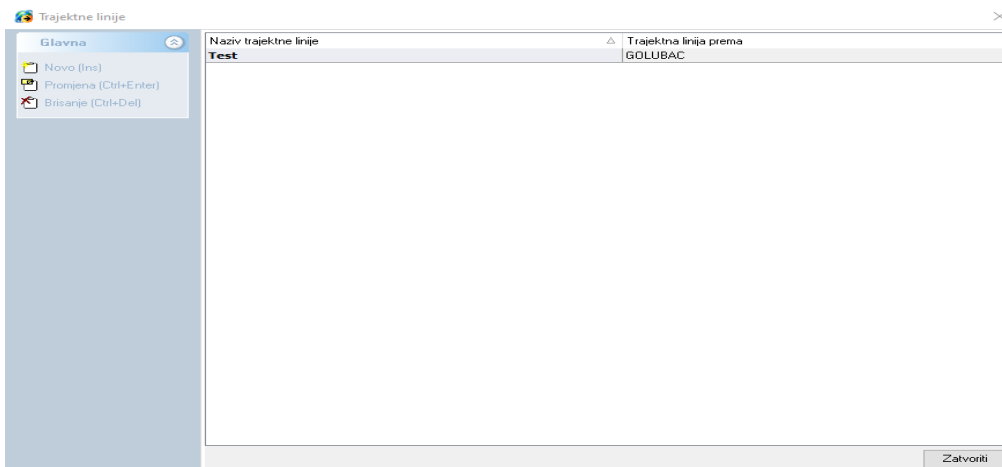 Trajektne linije
Glavna
Novo (Ins)
Promjena (Ctrl+Enter)
Brisanje (Ctrl+Del)
Naziv trajektne linije Trajektna linija prema
Test GOLUBAC
Zatvoriti